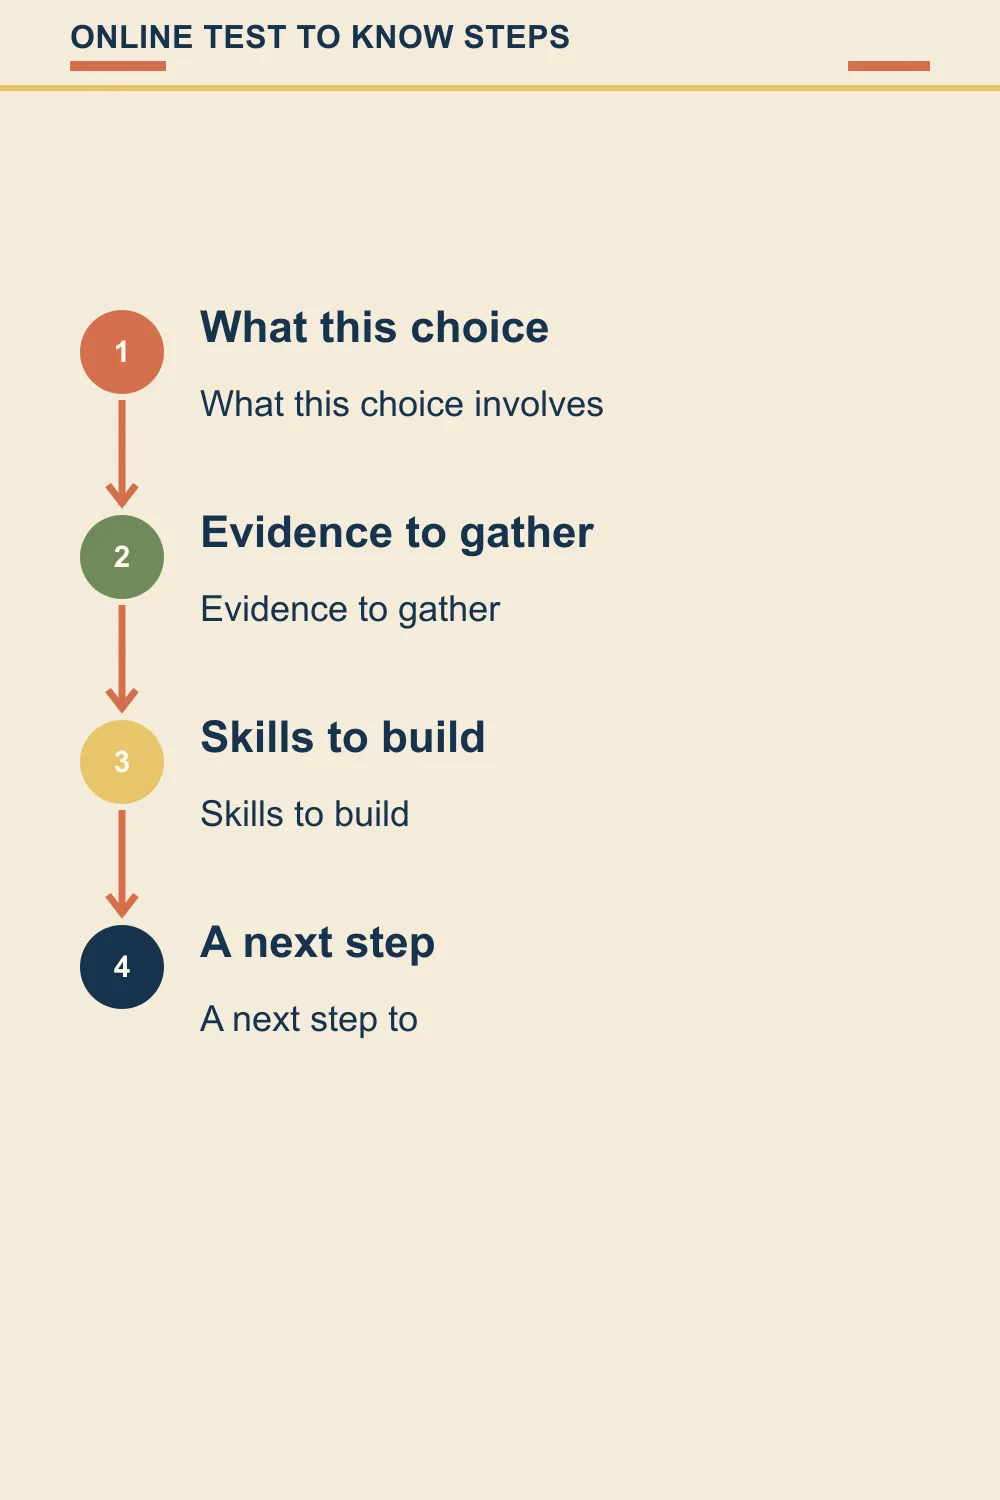 ONLINE TEST TO KNOW STEPS
1
What this choice
What this choice involves
2
Evidence to gather
Evidence to gather
3
Skills to build
Skills to build
4
A next step
A next step to